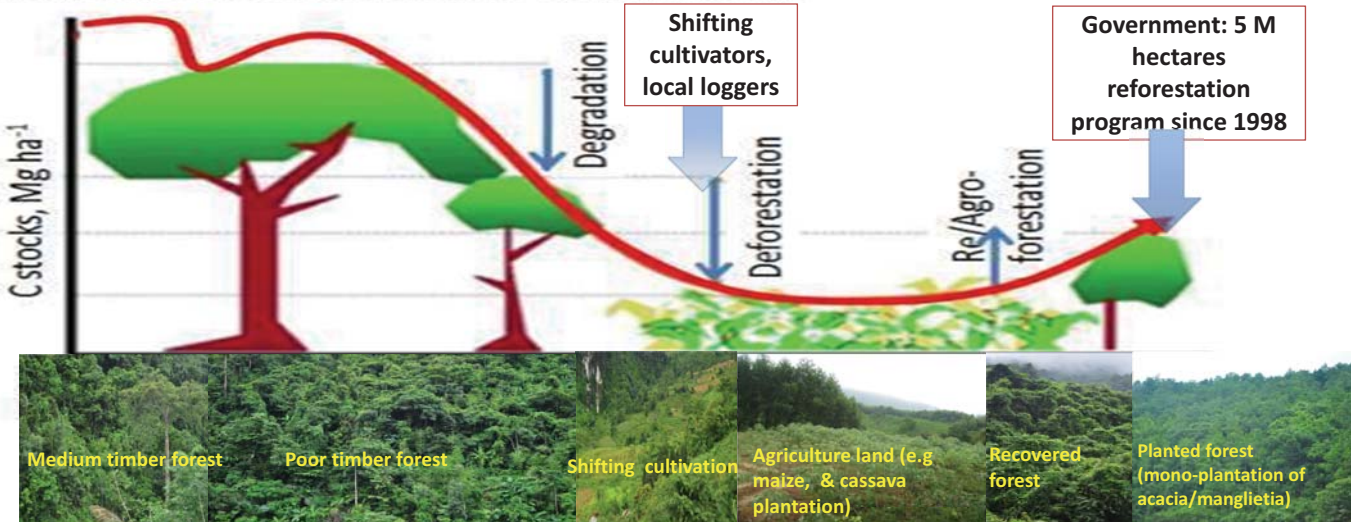 Shifting
cultivators,
local loggers
Government: 5 M
hectares
reforestation
program since 1998
C stocks, Mg ha⁻¹
Degradation
Deforestation
Re/Agro-
forestation
Medium timber forest
Poor timber forest
Shifting cultivation
Agriculture land (e.g
maize, & cassava
plantation)
Recovered
forest
Planted forest
(mono-plantation of
acacia/manglietia)